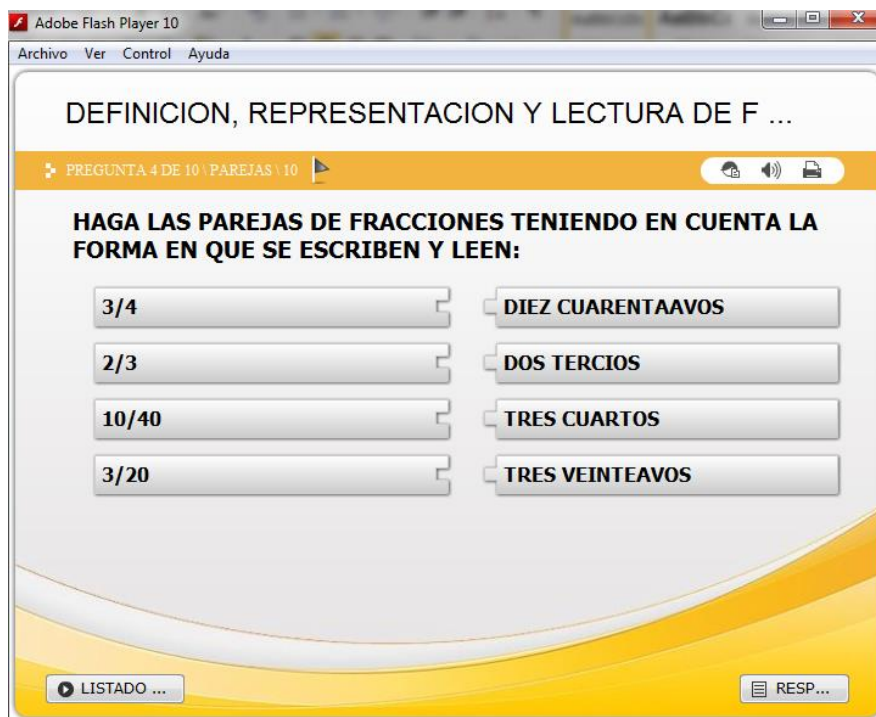 Adobe Flash Player 10
Archivo Ver Control Ayuda
DEFINICION, REPRESENTACION Y LECTURA DE F ...
PREGUNTA 4 DE 10 \ PAREJAS \ 10
HAGA LAS PAREJAS DE FRACCIONES TENIENDO EN CUENTA LA
FORMA EN QUE SE ESCRIBEN Y LEEN:
3/4 DIEZ CUARENTAAVOS
2/3 DOS TERCIOS
10/40 TRES CUARTOS
3/20 TRES VEINTEAVOS
LISTADO ... RESP...